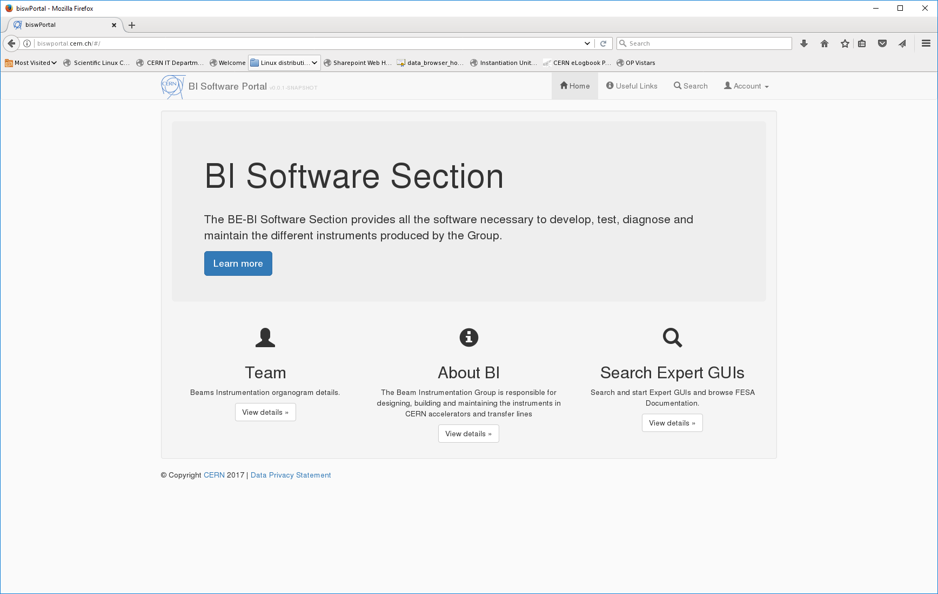 biswPortal - Mozilla Firefox
biswPortal
biswportal.cern.ch/#/
Search
Most Visited
Scientific Linux C...
CERN IT Departm...
Welcome
Linux distributi...
Sharepoint Web H...
data_browser_ho...
Instantiation Unit...
CERN eLogbook P...
OP Vistars
CERN
BI Software Portal
Home
Useful Links
Search
Account
BI Software Section
The BE-BI Software Section provides all the software necessary to develop, test, diagnose and
maintain the different instruments produced by the Group.
Learn more
Team
Beams Instrumentation organogram details.
View details »
About BI
The Beam Instrumentation Group is responsible for
designing, building and maintaining the instruments in
CERN accelerators and transfer lines
View details »
Search Expert GUIs
Search and start Expert GUIs and browse FESA
Documentation.
View details »
© Copyright CERN 2017 | Data Privacy Statement